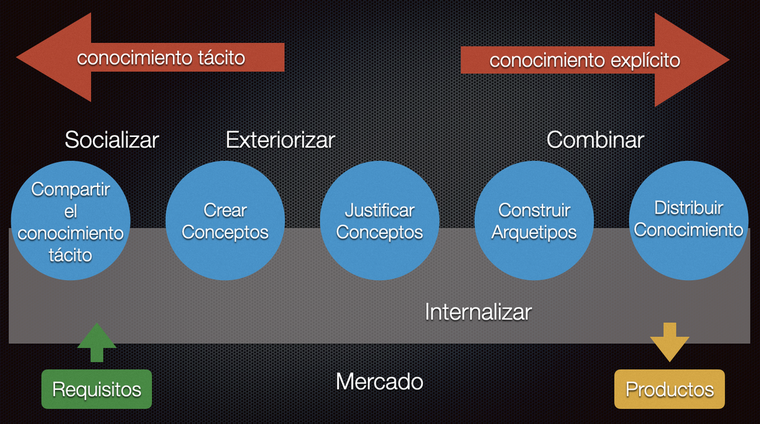 conocimiento tácito
conocimiento explícito
Socializar
Exteriorizar
Combinar
Compartir
el
conocimiento
tácito
Crear
Conceptos
Justificar
Conceptos
Construir
Arquetipos
Distribuir
Conocimiento
Internalizar
Requisitos
Mercado
Productos